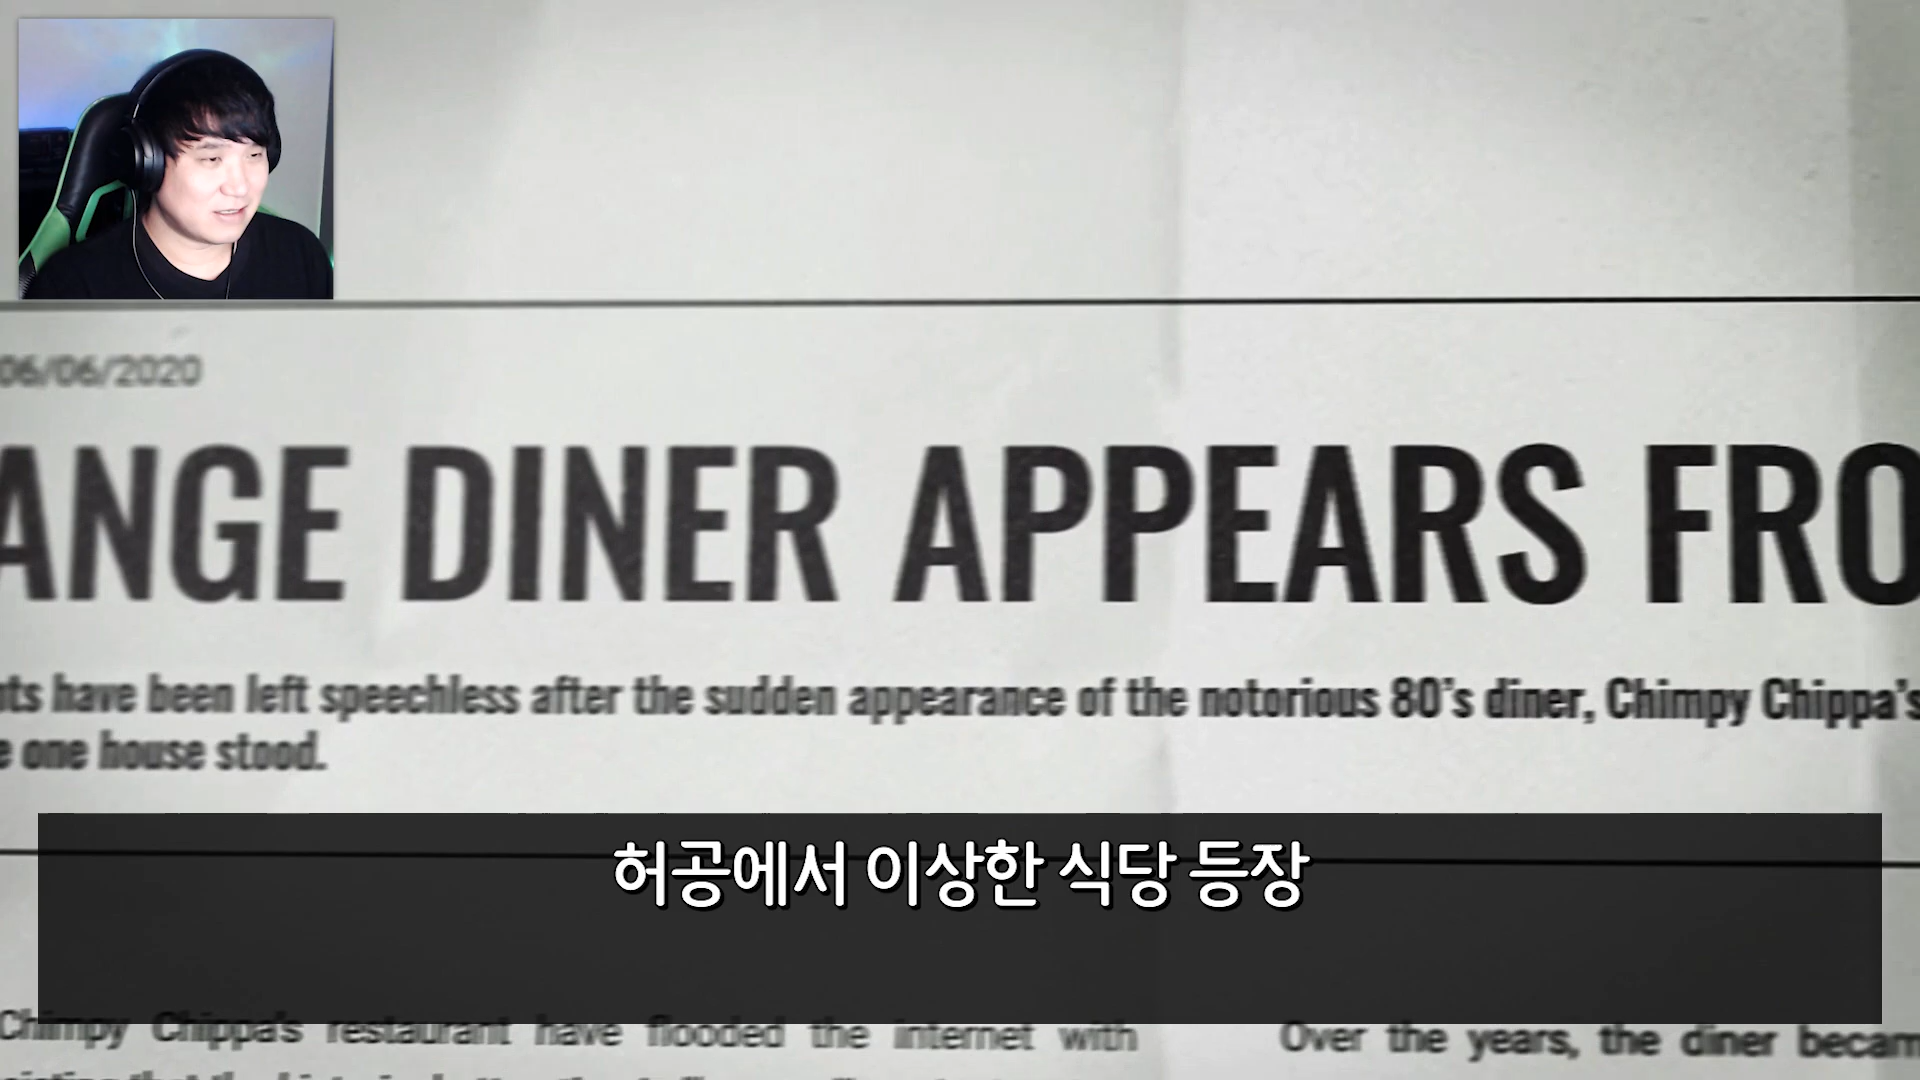 06/06/2020
ANGE DINER APPEARS FRO
have been left speechless after the sudden appearance of the notorious 80's diner, Chimpy Chippa's
one house stood.
허공에서 이상한 식당 등장
Chimpy Chippa's restaurant have flooded the internet with
Over the years, the diner becam